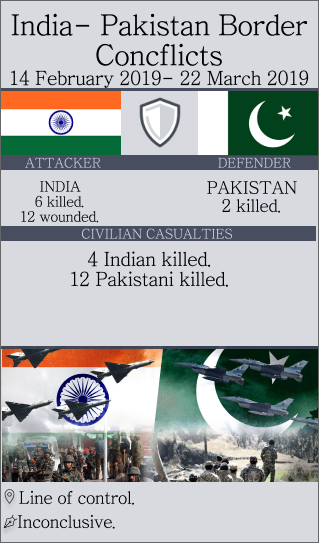 India- Pakistan Border
Concflicts
14 February 2019- 22 March 2019
ATTACKER
DEFENDER
INDIA
6 killed.
12 wounded.
PAKISTAN
2 killed.
CIVILIAN CASUALTIES
4 Indian killed.
12 Pakistani killed.
Line of control.
Inconclusive.